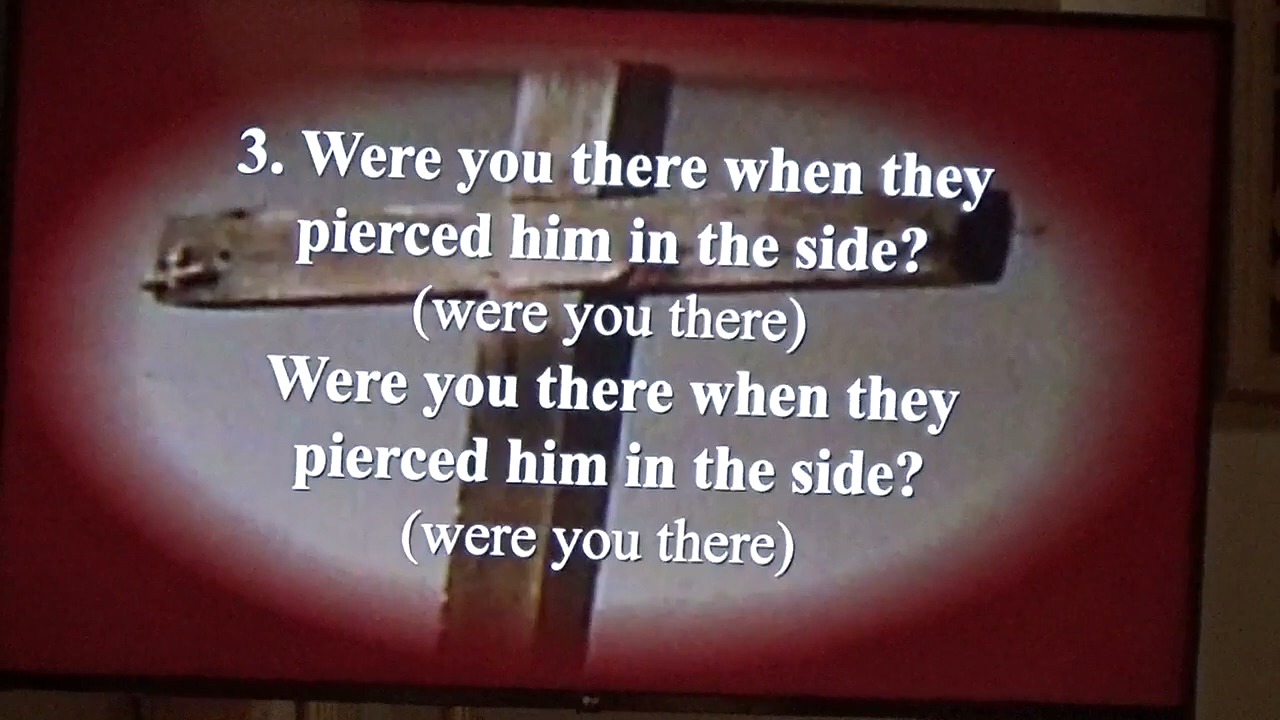 3. Were you there when they
pierced him in the side?
(were you there)
Were you there when they
pierced him in the side?
(were you there)